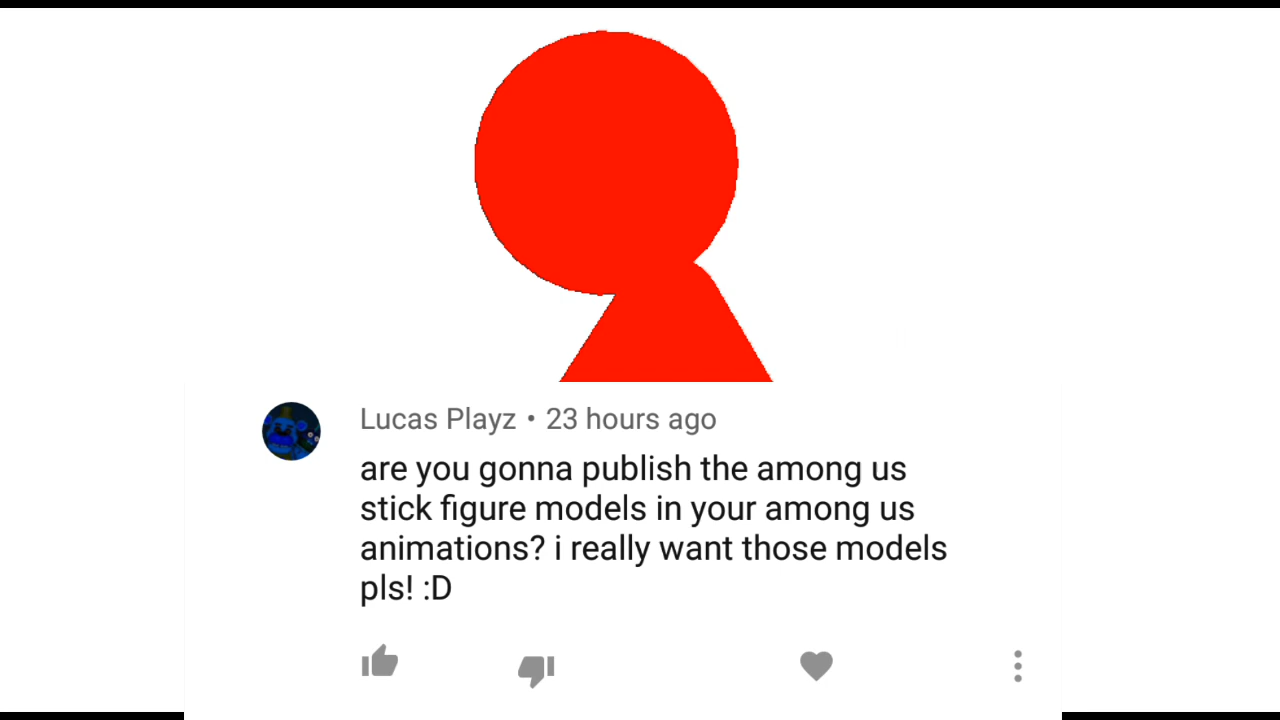 Lucas Playz • 23 hours ago
are you gonna publish the among us
stick figure models in your among us
animations? i really want those models
pls! :D